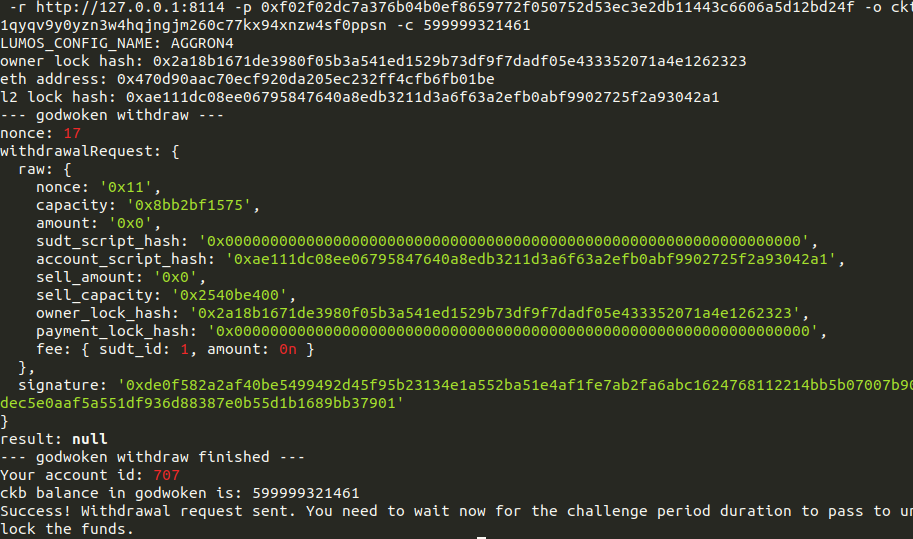 -r http://127.0.0.1:8114 -p 0xf02f02dc7a376b04b0ef8659772f050752d53ec3e2db11443c6606a5d12bd24f -o ckt
1qyqv9y0yzn3w4hqjngjm260c77kx94xnzw4sf0ppsn -c 599999321461
LUMOS_CONFIG_NAME: AGGRON4
owner lock hash: 0x2a18b1671de3980f05b3a541ed1529b73df9f7dadf05e433352071a4e1262323
eth address: 0x470d90aac70ecf920da205ec232ff4cfb6fb01be
l2 lock hash: 0xae111dc08ee06795847640a8edb3211d3a6f63a2efb0abf9902725f2a93042a1
--- godwoken withdraw ---
nonce: 17
withdrawalRequest: {
  raw: {
    nonce: '0x11',
    capacity: '0x8bb2bf1575',
    amount: '0x0',
    sudt_script_hash: '0x0000000000000000000000000000000000000000000000000000000000000000',
    account_script_hash: '0xae111dc08ee06795847640a8edb3211d3a6f63a2efb0abf9902725f2a93042a1',
    sell_amount: '0x0',
    sell_capacity: '0x2540be400',
    owner_lock_hash: '0x2a18b1671de3980f05b3a541ed1529b73df9f7dadf05e433352071a4e1262323',
    payment_lock_hash: '0x0000000000000000000000000000000000000000000000000000000000000000',
    fee: { sudt_id: 1, amount: 0n }
  },
  signature: '0xde0f582a2af40be5499492d45f95b23134e1a552ba51e4af1fe7ab2fa6abc1624768112214bb5b07007b90
dec5e0aaf5a551df936d88387e0b55d1b1689bb37901'
}
result: null
--- godwoken withdraw finished ---
Your account id: 707
ckb balance in godwoken is: 599999321461
Success! Withdrawal request sent. You need to wait now for the challenge period duration to pass to un
lock the funds.